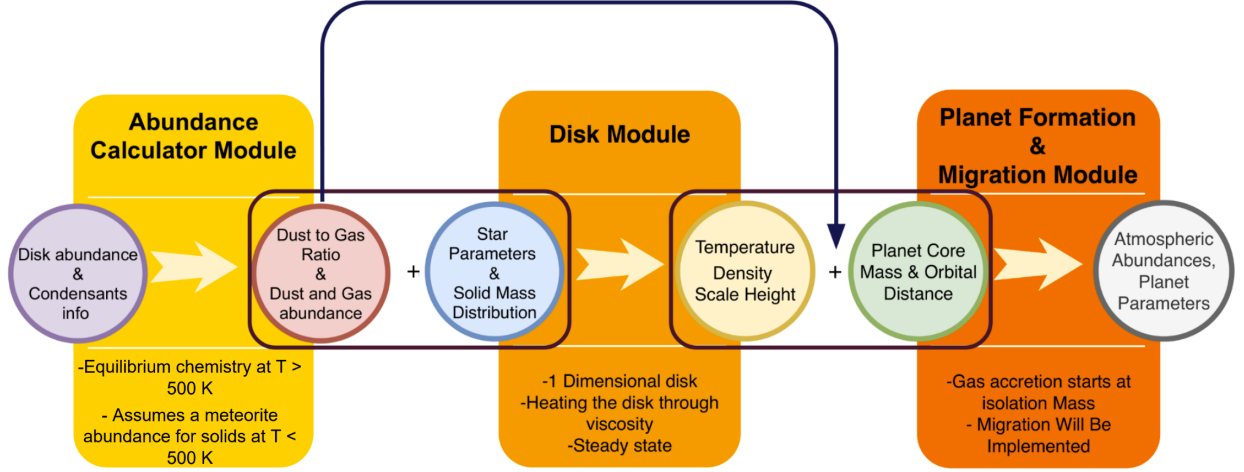 Abundance
Calculator Module
Disk abundance
&
Condensants
info
Dust to Gas
Ratio
&
Dust and Gas
abundance
-Equilibrium chemistry at T >
500 K
- Assumes a meteorite
abundance for solids at T <
500 K
+
Star
Parameters
&
Solid Mass
Distribution
Disk Module
-1 Dimensional disk
-Heating the disk through
viscosity
-Steady state
Temperature
Density
Scale Height
+
Planet Core
Mass & Orbital
Distance
Planet Formation
&
Migration Module
-Gas accretion starts at
isolation Mass
- Migration Will Be
Implemented
Atmospheric
Abundances,
Planet
Parameters